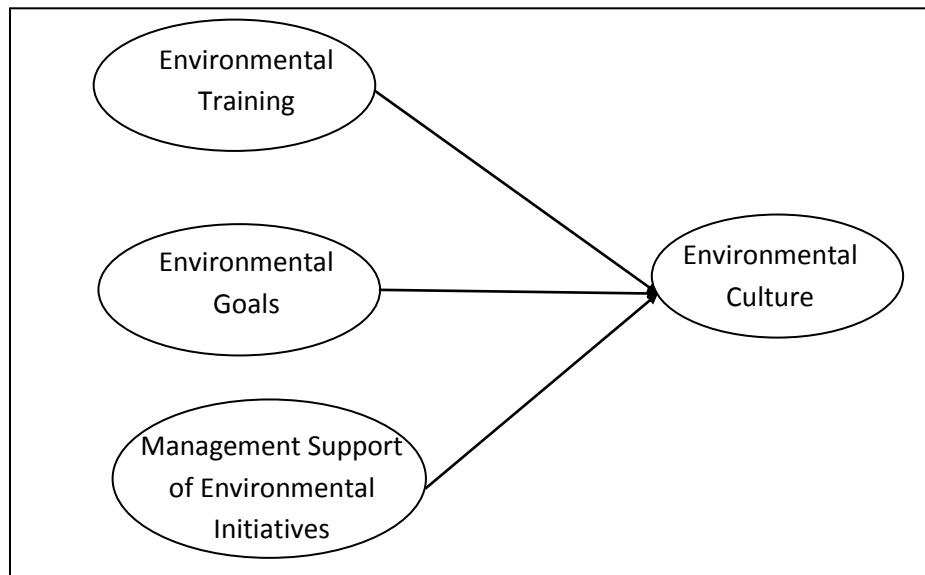 Environmental
Training
Environmental
Goals
Environmental
Culture
Management Support
of Environmental
Initiatives